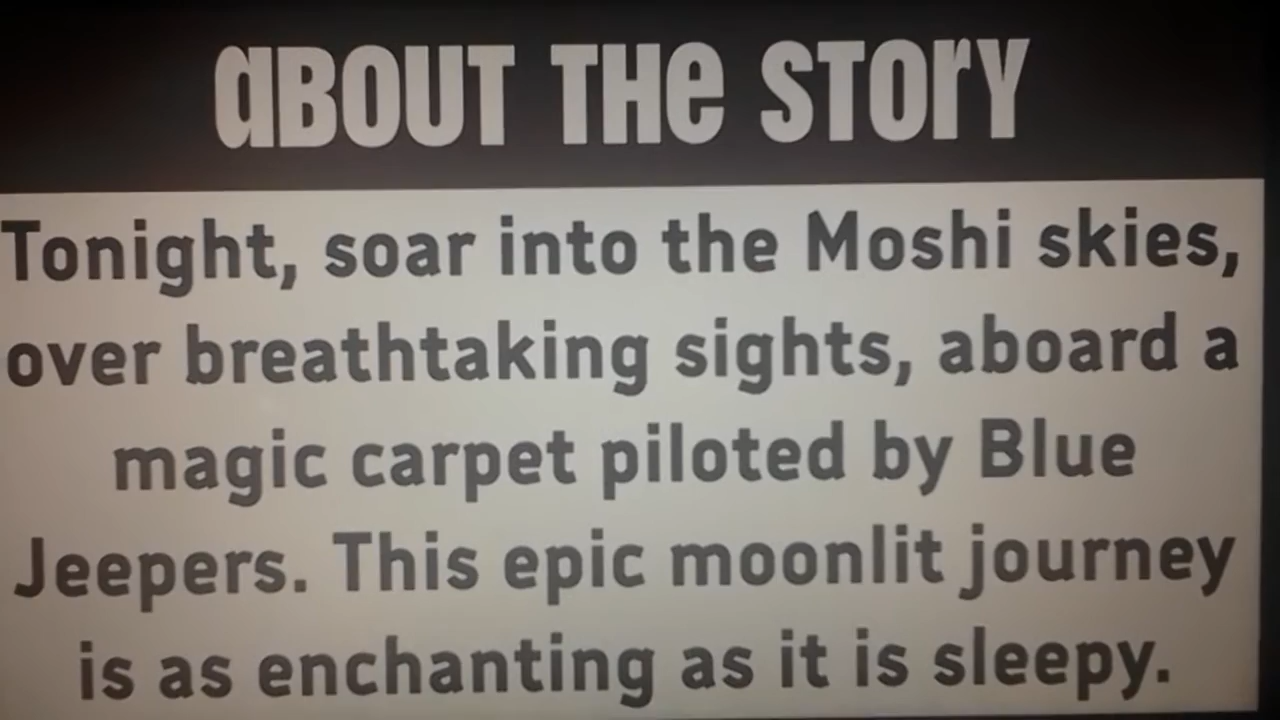 aBOUT THe STOrY
Tonight, soar into the Moshi skies,
over breathtaking sights, aboard a
magic carpet piloted by Blue
Jeepers. This epic moonlit journey
is as enchanting as it is sleepy.